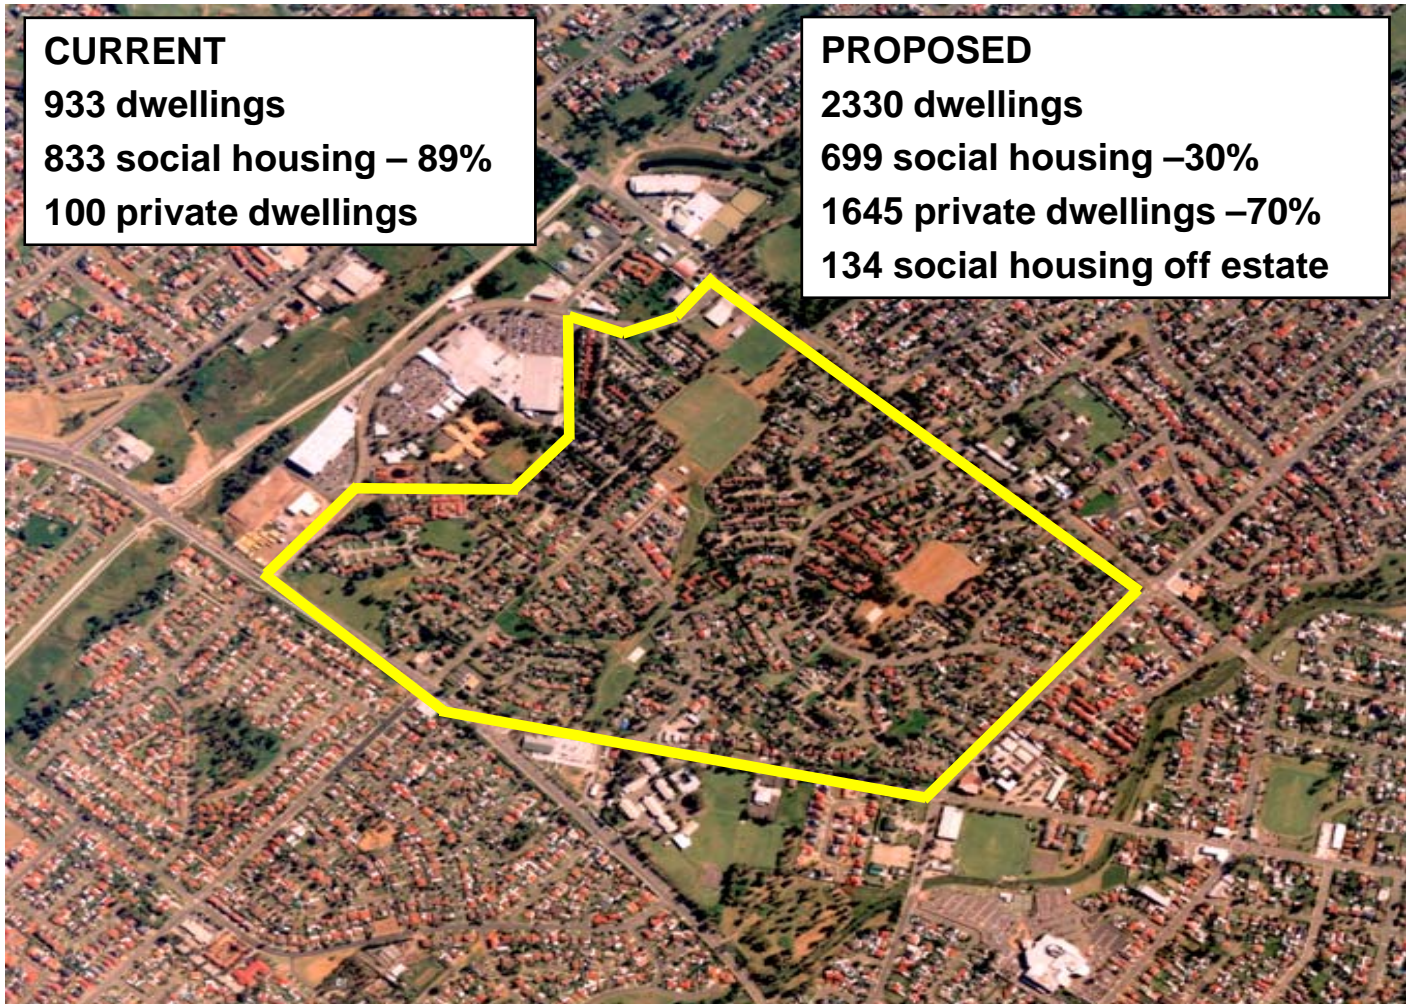 CURRENT
933 dwellings
833 social housing – 89%
100 private dwellings
PROPOSED
2330 dwellings
699 social housing –30%
1645 private dwellings –70%
134 social housing off estate